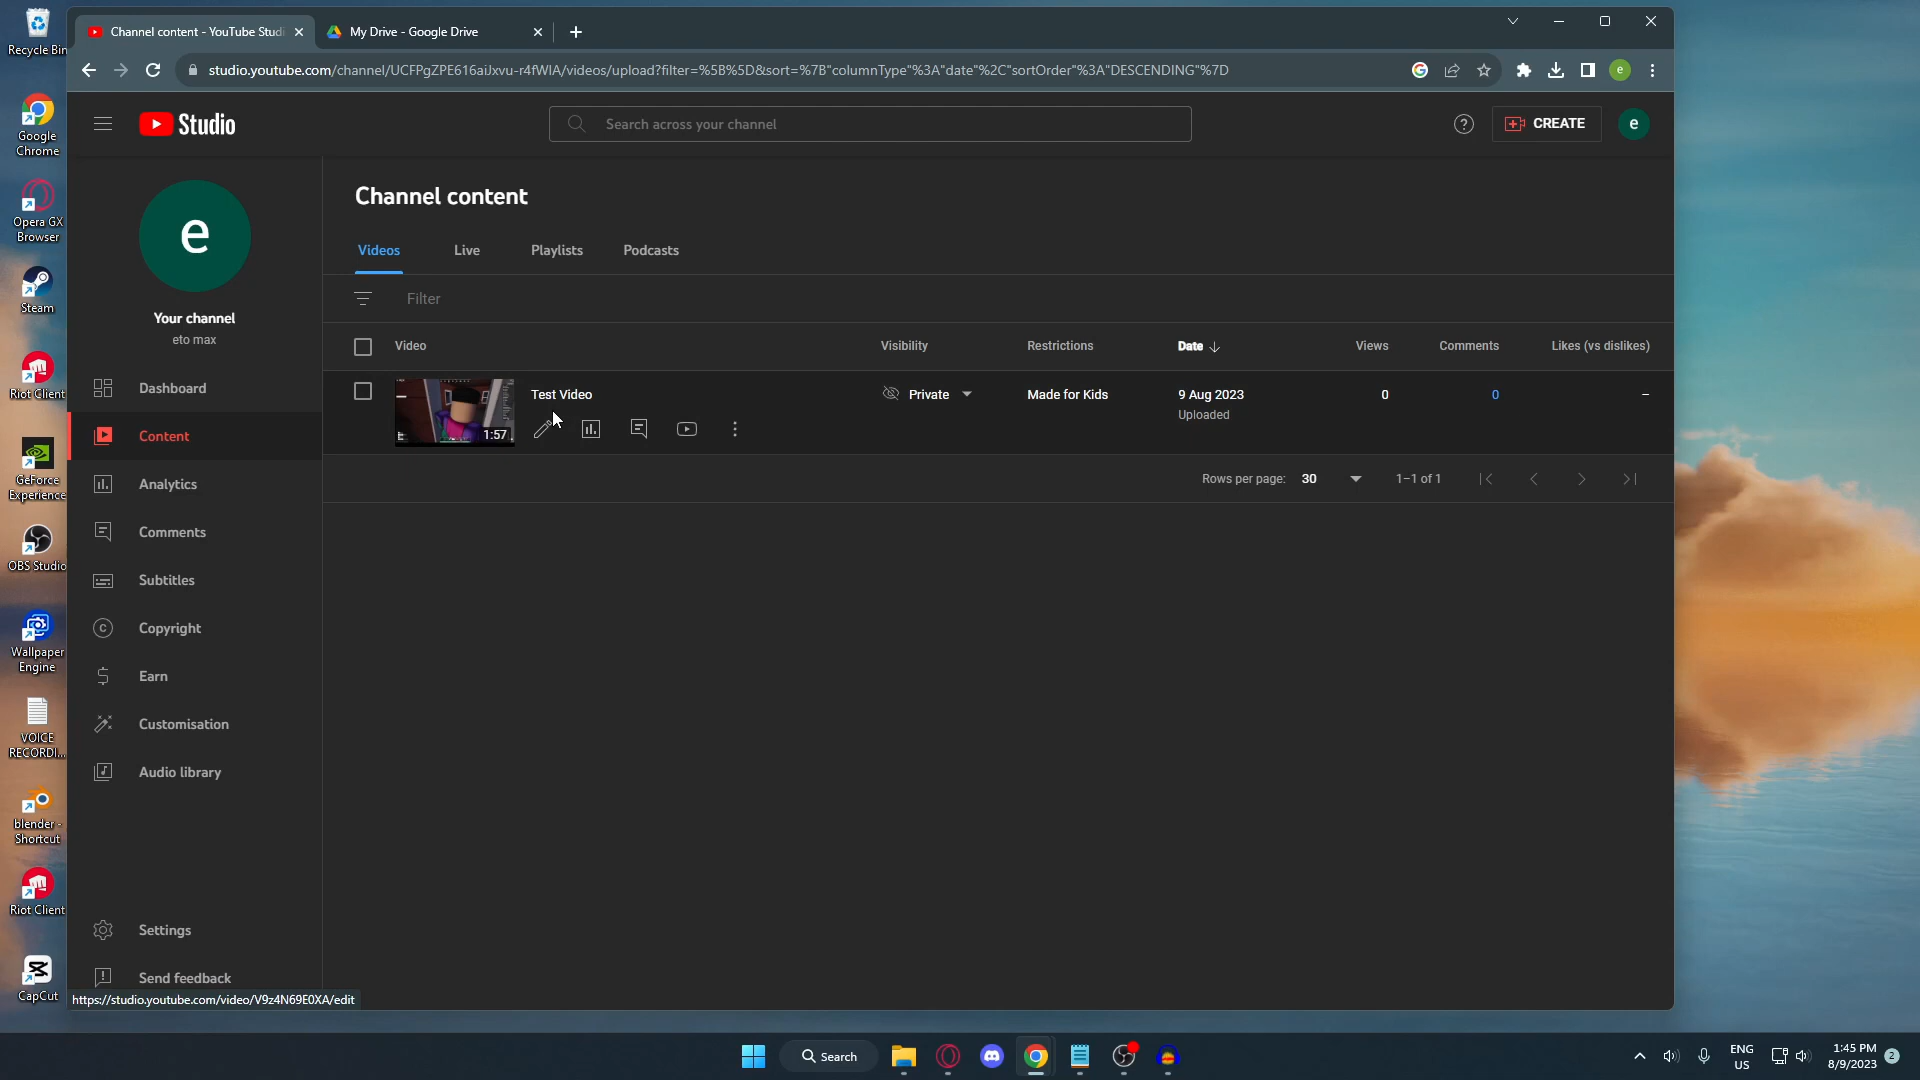 Recycle Bin
Google Chrome
Opera GX Browser
Steam
Riot Client
GeForce Experience
OBS Studio
Wallpaper Engine
VOICE RECORDI...
blender - Shortcut
Riot Client
CapCut
Channel content - YouTube Studi
My Drive - Google Drive
studio.youtube.com/channel/UCFPgZPE616aiJxvu-r4fWIA/videos/upload?filter=%5B%5D&sort=%7B"columnType"%3A"date"%2C"sortOrder"%3A"DESCENDING"%7D
e
Studio
Search across your channel
CREATE
e
e
Your channel
eto max
Dashboard
Content
Analytics
Comments
Subtitles
Copyright
Earn
Customisation
Audio library
Settings
Send feedback
Channel content
Videos Live Playlists Podcasts
Filter
Video Visibility Restrictions Date Views Comments Likes (vs dislikes)
1:57
Test Video Private Made for Kids 9 Aug 2023 0 0 –
Uploaded
Rows per page: 30 1–1 of 1
https://studio.youtube.com/video/V9z4N69E0XA/edit
Search
ENG
US
1:45 PM
8/9/2023
2